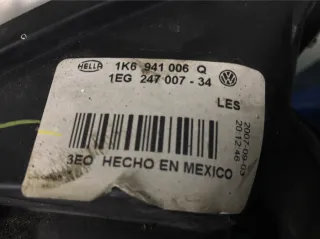 HELLA 1K6 941 006 Q
1EG 247 007 - 34
LES
3EO HECHO EN MEXICO
2007-09-03
20:12:46